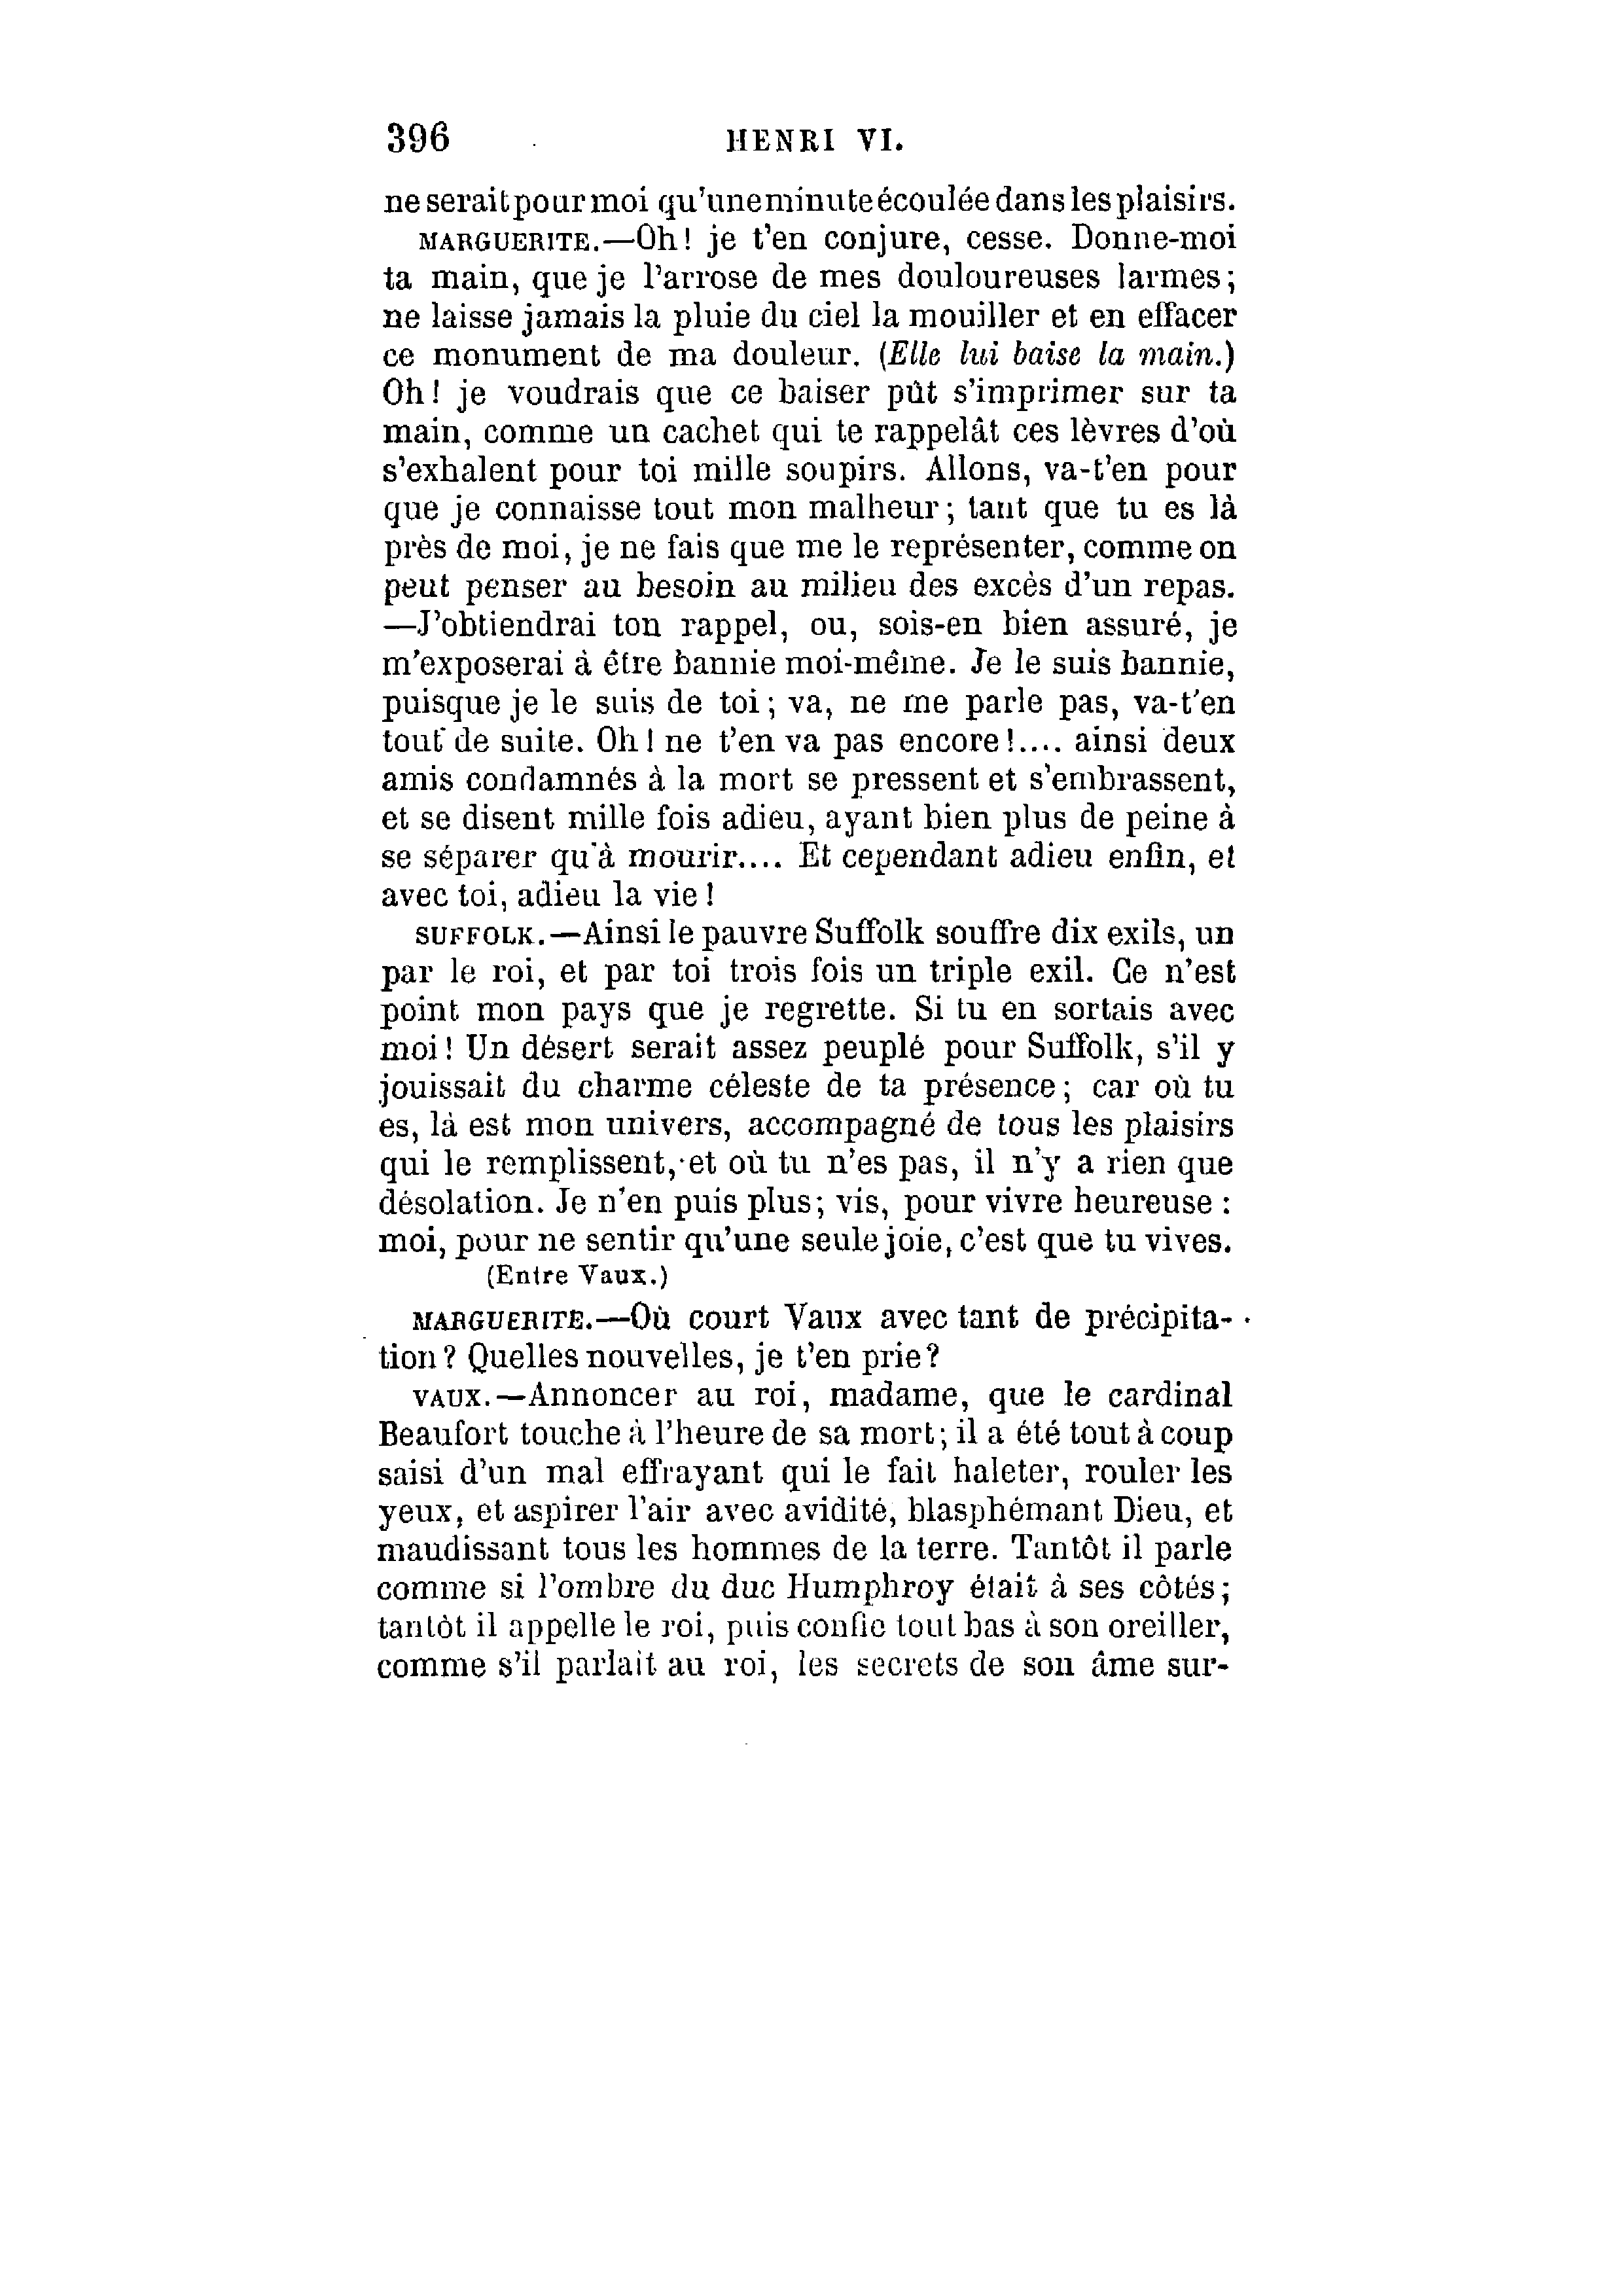 396 HENRI VI.
ne serait pour moi qu'une minute écoulée dans les plaisirs.
MARGUERITE.—Oh! je t'en conjure, cesse. Donne-moi
ta main, que je l'arrose de mes douloureuses larmes;
ne laisse jamais la pluie du ciel la mouiller et en effacer
ce monument de ma douleur. (Elle lui baise la main.)
Oh! je voudrais que ce baiser pût s'imprimer sur ta
main, comme un cachet qui te rappelât ces lèvres d'où
s'exhalent pour toi mille soupirs. Allons, va-t'en pour
que je connaisse tout mon malheur; tant que tu es là
près de moi, je ne fais que me le représenter, comme on
peut penser au besoin au milieu des excès d'un repas.
—J'obtiendrai ton rappel, ou, sois-en bien assuré, je
m'exposerai à être bannie moi-même. Je le suis bannie,
puisque je le suis de toi; va, ne me parle pas, va-t'en
tout de suite. Oh! ne t'en va pas encore!.... ainsi deux
amis condamnés à la mort se pressent et s'embrassent,
et se disent mille fois adieu, ayant bien plus de peine à
se séparer qu'à mourir.... Et cependant adieu enfin, et
avec toi, adieu la vie!
SUFFOLK.—Ainsi le pauvre Suffolk souffre dix exils, un
par le roi, et par toi trois fois un triple exil. Ce n'est
point mon pays que je regrette. Si tu en sortais avec
moi! Un désert serait assez peuplé pour Suffolk, s'il y
jouissait du charme céleste de ta présence; car où tu
es, là est mon univers, accompagné de tous les plaisirs
qui le remplissent, et où tu n'es pas, il n'y a rien que
désolation. Je n'en puis plus; vis, pour vivre heureuse :
moi, pour ne sentir qu'une seule joie, c'est que tu vives.
(Entre Vaux.)
MARGUERITE.—Où court Vaux avec tant de précipita-
tion? Quelles nouvelles, je t'en prie?
VAUX.—Annoncer au roi, madame, que le cardinal
Beaufort touche à l'heure de sa mort; il a été tout à coup
saisi d'un mal effrayant qui le fait haleter, rouler les
yeux, et aspirer l'air avec avidité, blasphémant Dieu, et
maudissant tous les hommes de la terre. Tantôt il parle
comme si l'ombre du duc Humphroy était à ses côtés;
tantôt il appelle le roi, puis confie tout bas à son oreiller,
comme s'il parlait au roi, les secrets de son âme sur-